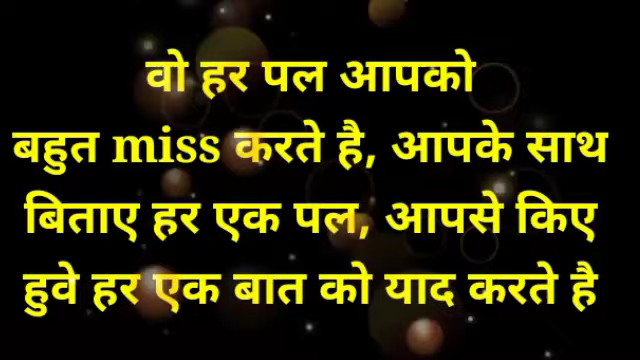 वो हर पल आपको
बहुत miss करते है, आपके साथ
बिताए हर एक पल, आपसे किए
हुवे हर एक बात को याद करते है